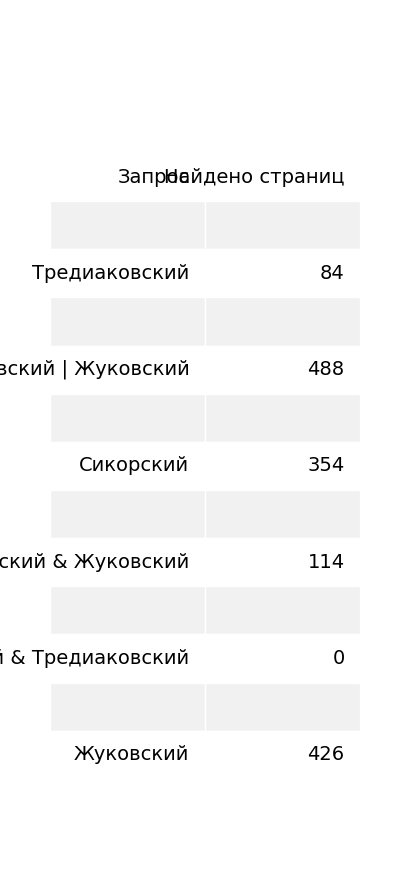 Запрос Найдено страниц
Тредиаковский 84
вский | Жуковский 488
Сикорский 354
ский & Жуковский 114
й & Тредиаковский 0
Жуковский 426